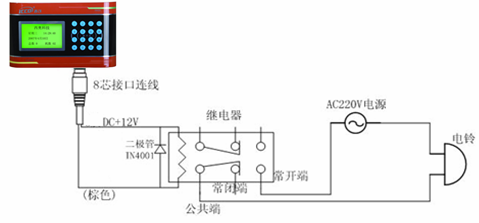 8芯接口连线
DC+12V
继电器
AC220V电源
二极管
IN4001
电铃
常开端
(棕色)
常闭端
公共端